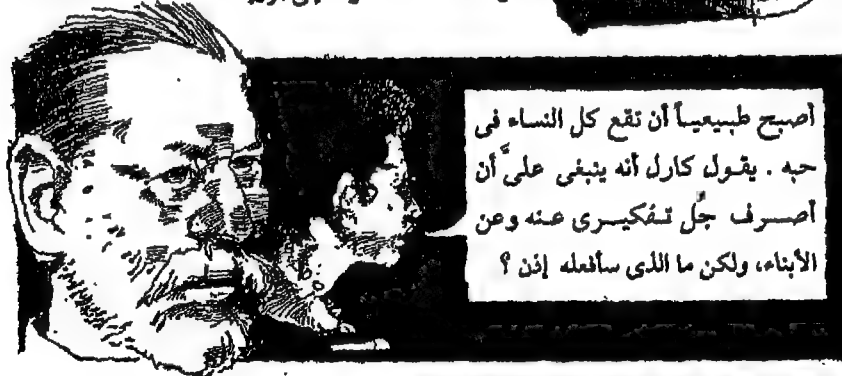 أصبح طبيعياً أن تقع كل النساء فى
حبه . يقول كارل أنه ينبغى علىَّ أن
أصرف جُل تفكيرى عنه وعن
الأبناء، ولكن ما الذى سأفعله إذن ؟